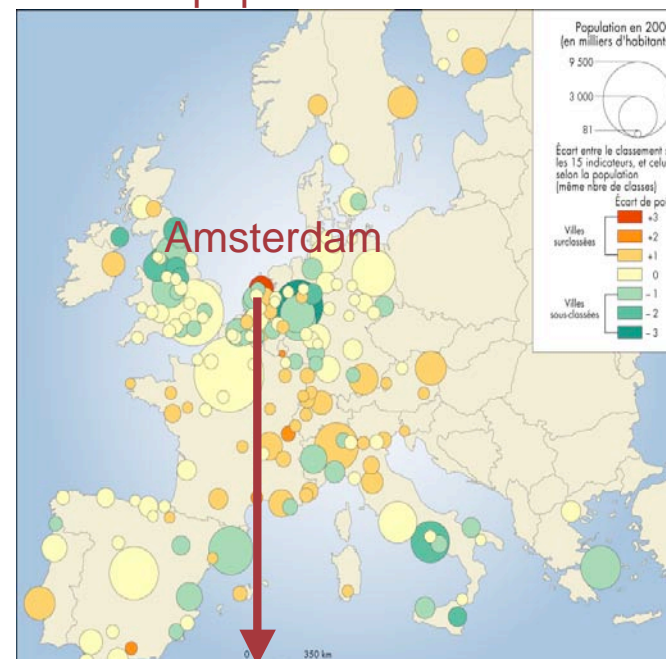 Amsterdam
Population en 200
(en milliers d'habitant
9 500
3 000
81
Écart entre le classement
les 15 indicateurs, et celu
selon la population
(même nbre de classes)
Écart de poi
Villes
surclassées
+3
+2
+1
0
Villes
sous-classées
– 1
– 2
– 3
0
350 km